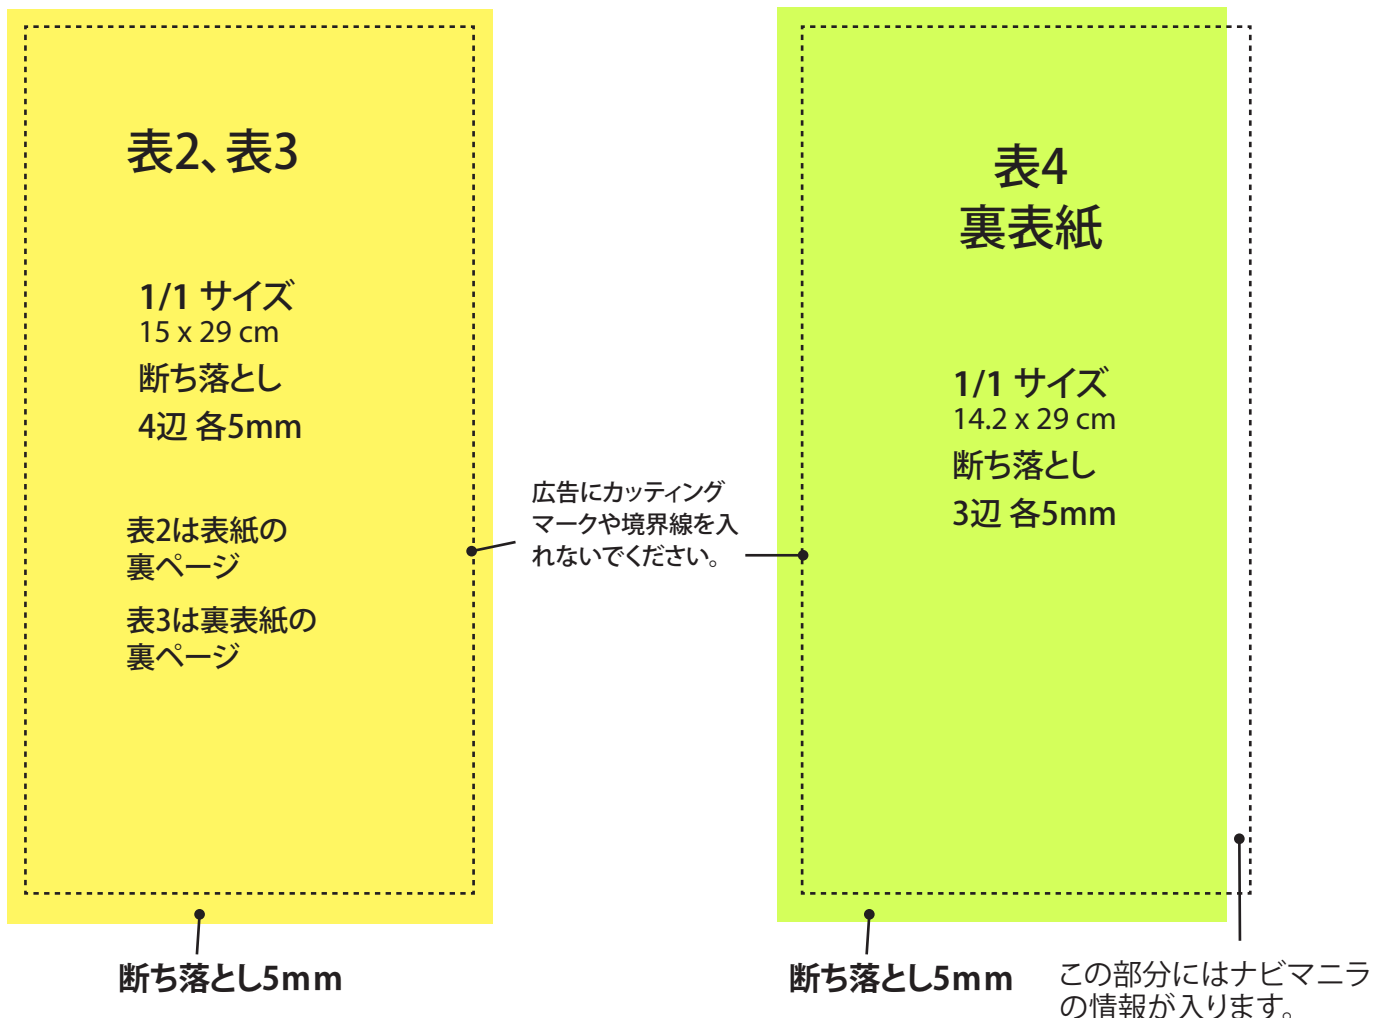 表2、表3
1/1 サイズ
15 x 29 cm
断ち落とし
4辺 各5mm
表2は表紙の
裏ページ
表3は裏表紙の
裏ページ
断ち落とし5mm
広告にカッティング
マークや境界線を入
れないでください。
表4
裏表紙
1/1 サイズ
14.2 x 29 cm
断ち落とし
3辺 各5mm
断ち落とし5mm
この部分にはナビマニラ
の情報が入ります。